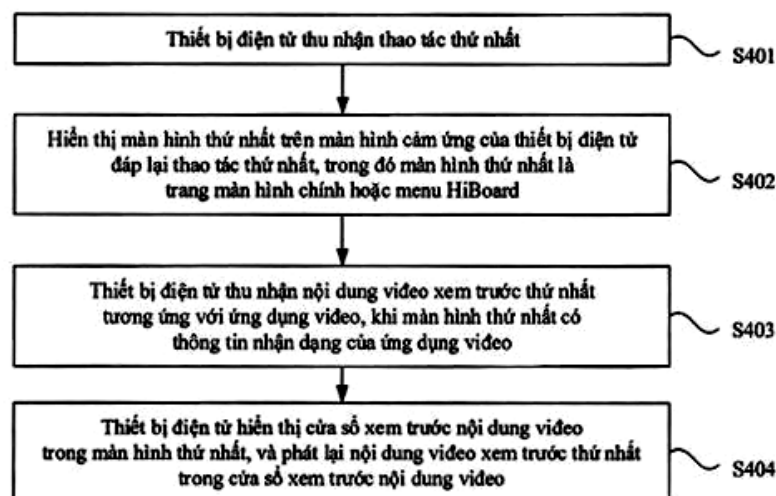 Thiết bị điện tử thu nhận thao tác thứ nhất
S401
Hiển thị màn hình thứ nhất trên màn hình cảm ứng của thiết bị điện tử
đáp lại thao tác thứ nhất, trong đó màn hình thứ nhất là
trang màn hình chính hoặc menu HiBoard
S402
Thiết bị điện tử thu nhận nội dung video xem trước thứ nhất
tương ứng với ứng dụng video, khi màn hình thứ nhất có
thông tin nhận dạng của ứng dụng video
S403
Thiết bị điện tử hiển thị cửa sổ xem trước nội dung video
trong màn hình thứ nhất, và phát lại nội dung video xem trước thứ nhất
trong cửa sổ xem trước nội dung video
S404